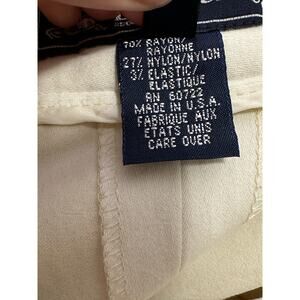 70% RAYON/
RAYONNE
27% NYLON/NYLON
3% ELASTIC/
ELASTIQUE
RN 60722
MADE IN U.S.A.
FABRIQUE AUX
ETATS UNIS
CARE OVER